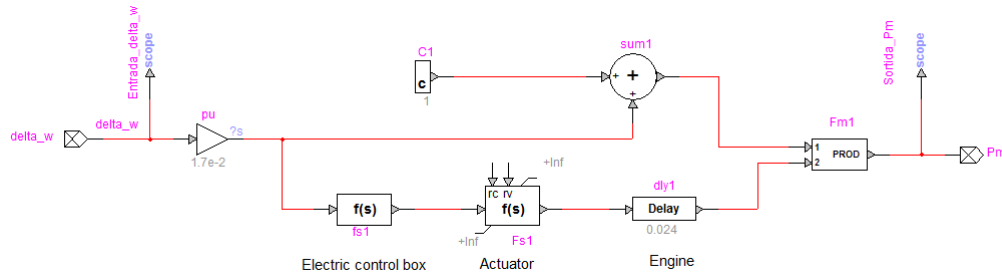 Entrada_delta_w
scope
delta_w
delta_w
pu
?s
1.7e-2
C1
c
1
sum1
+
+
+
Sortida_Pm
scope
Fm1
1
2
PROD
Pm
f(s)
fs1
+Inf
rc
rv
f(s)
+Inf
Fs1
dly1
Delay
0.024
Electric control box
Actuator
Engine